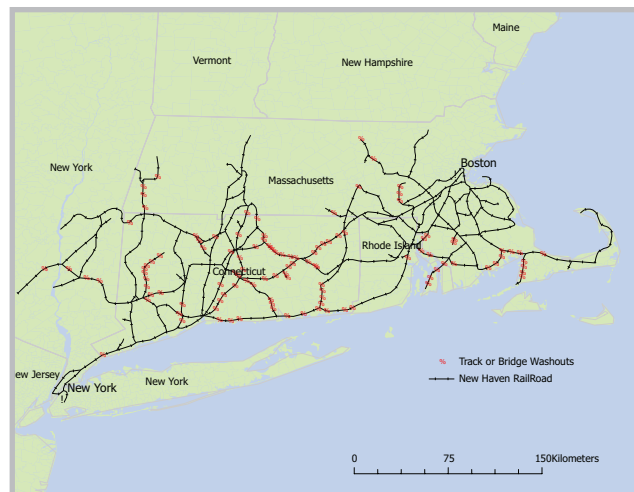 Maine
Vermont
New Hampshire
New York
Boston
Massachusetts
Rhode Island
Connecticut
ew Jersey
New York
New York
Track or Bridge Washouts
New Haven RailRoad
0 75 150Kilometers